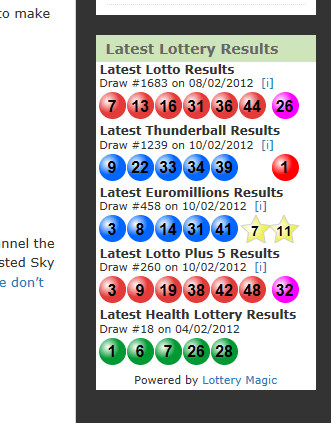 to make
Latest Lottery Results
Latest Lotto Results
Draw #1683 on 08/02/2012 [i]
7 13 16 31 36 44 26
Latest Thunderball Results
Draw #1239 on 10/02/2012 [i]
9 22 33 34 39 1
Latest Euromillions Results
Draw #458 on 10/02/2012 [i]
3 8 14 31 41 7 11
nnel the
sted Sky
e don't
Latest Lotto Plus 5 Results
Draw #260 on 10/02/2012 [i]
3 9 19 38 42 48 32
Latest Health Lottery Results
Draw #18 on 04/02/2012
1 6 7 26 28
Powered by Lottery Magic